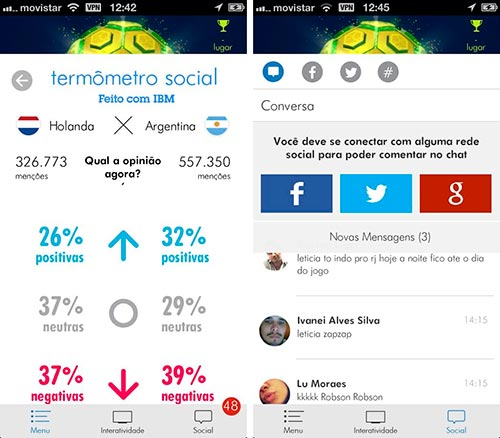 movistar VPN 12:42
lugar
termômetro social
Feito com IBM
Holanda Argentina
326.773 Qual a opinião 557.350
menções agora? menções
26% 32%
positivas positivas
37% 29%
neutras neutras
37% 39%
negativas negativas
48
Menu Interatividade Social
movistar VPN 12:45
lugar
f #
Conversa
Você deve se conectar com alguma rede
social para poder comentar no chat
f g
Novas Mensagens (3)
leticia to indo pro rj hoje a noite fico ate o dia
do jogo
Ivanei Alves Silva 14:15
leticia zapzap
Lu Moraes 14:15
kkkkk Robson Robson
Menu Interatividade Social